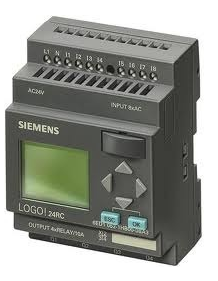 L1 N I1 I2 I3 I4 I5 I6 I7 I8
AC24V
INPUT 8xAC
SIEMENS
ESC OK
LOGO! 24RC
OUTPUT 4xRELAY/10A